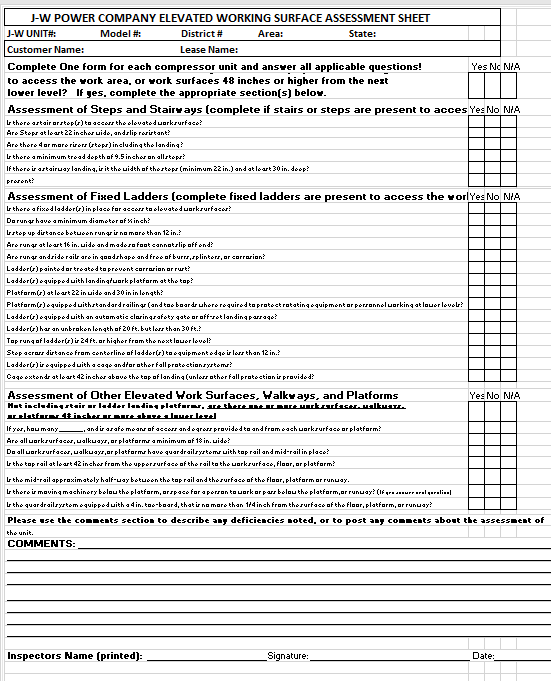 J-W POWER COMPANY ELEVATED WORKING SURFACE ASSESSMENT SHEET
J-W UNIT#: Model #: District # Area: State:
Customer Name: Lease Name:
Complete One form for each compressor unit and answer all applicable questions! Yes No N/A
to access the work area, or work surfaces 48 inches or higher from the next
lower level? If yes, complete the appropriate section(s) below.
Assessment of Steps and Stairways (complete if stairs or steps are present to acces Yes No N/A
Is there a stair or step(s) to access the elevated work surface?
Are Steps at least 22 inches wide, and slip resistant?
Are there 4 or more risers (steps) including the landing?
Is there a minimum tread depth of 9.5 inches on all steps?
If there is a stairway landing, is it the width of the steps (minimum 22 in.) and at least 30 in. deep?
present?
Assessment of Fixed Ladders (complete fixed ladders are present to access the wor Yes No N/A
Is there a fixed ladder(s) in place for access to elevated work surfaces?
Do rungs have a minimum diameter of ¾ inch?
Is step up distance between rungs is no more than 12 in.?
Are rungs at least 16 in. wide and made so a foot cannot slip off end?
Are rungs and side rails are in good shape and free of burrs, splinters, or corrosion?
Ladder(s) painted or treated to prevent corrosion or rust?
Ladder(s) equipped with landing/work platform at the top?
Platform(s) at least 22 in. wide and 30 in. in length?
Platform(s) equipped with standard railings (and toe boards where required to protect rotating equipment or personnel working at lower levels?
Ladder(s) equipped with an automatic closing safety gate or off-set landing passage?
Ladder(s) has an unbroken length of 20 ft. but less than 30 ft.?
Top rung of ladder(s) is 24 ft. or higher from the next lower level?
Step across distance from centerline of ladder(s) to equipment edge is less than 12 in.?
Ladder(s) is equipped with a cage and/or other fall protection systems?
Cage extends at least 42 inches above the top of landing (unless other fall protection is provided?
Assessment of Other Elevated Work Surfaces, Walkways, and Platforms Yes No N/A
Not including stair or ladder landing platforms, are there one or more work surfaces, walkways,
or platforms 48 inches or more above a lower level
If yes, how many ______, and is a safe means of access and egress provided to and from each work surface or platform?
Are all work surfaces, walkways, or platforms a minimum of 18 in. wide?
Do all work surfaces, walkways, or platforms have guardrail systems with top rail and mid-rail in place?
Is the top rail at least 42 inches from the upper surface of the rail to the work surface, floor, or platform?
Is the mid-rail approximately half-way between the top rail and the surface of the floor, platform or runway.
Is there is moving machinery below the platform, or space for a person to work or pass below the platform, or runway? (If yes answer next question)
Is the guardrail system equipped with a 4 in. toe-board, that is no more than 1/4 inch from the surface of the floor, platform, or runway?
Please use the comments section to describe any deficiencies noted, or to post any comments about the assessment of
the unit.
COMMENTS:
Inspectors Name (printed): Signature: Date: